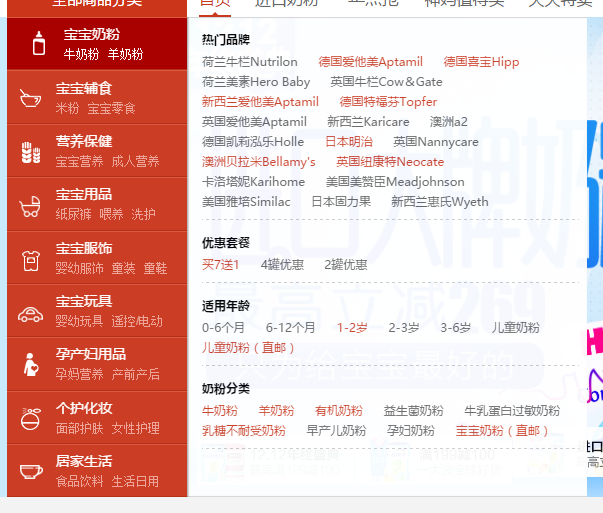 全部商品分类
首页 进口奶粉
宝宝奶粉
牛奶粉 羊奶粉
宝宝辅食
米粉 宝宝零食
营养保健
宝宝营养 成人营养
宝宝用品
纸尿裤 喂养 洗护
宝宝服饰
婴幼服饰 童装 童鞋
宝宝玩具
婴幼玩具 遥控/电动
孕产妇用品
孕妈营养 产前产后
个护化妆
面部护肤 女性护理
居家生活
食品饮料 生活日用
热门品牌
荷兰牛栏Nutrilon 德国爱他美Aptamil 德国喜宝Hipp
荷兰美素Hero Baby 英国牛栏Cow＆Gate
新西兰爱他美Aptamil 德国特福芬Topfer
英国爱他美Aptamil 新西兰Karicare 澳洲a2
德国凯莉泓乐Holle 日本明治 英国Nannycare
澳洲贝拉米Bellamy's 英国纽康特Neocate
卡洛塔妮Karihome 美国美赞臣Meadjohnson
美国雅培Similac 日本固力果 新西兰惠氏Wyeth
优惠套餐
买7送1 4罐优惠 2罐优惠
适用年龄
0-6个月 6-12个月 1-2岁 2-3岁 3-6岁 儿童奶粉
儿童奶粉（直邮）
奶粉分类
牛奶粉 羊奶粉 有机奶粉 益生菌奶粉 牛乳蛋白过敏奶粉
乳糖不耐受奶粉 早产儿奶粉 孕妇奶粉 宝宝奶粉（直邮）